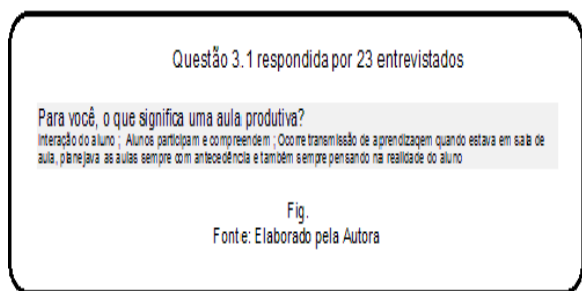 Questão 3.1 respondida por 23 entrevistados
Para você, o que significa uma aula produtiva?
Interação do aluno ; Alunos participam e compreendem ; Ocorre transmissão de aprendizagem quando estava em sala de
aula, planejava as aulas sempre com antecedência e também sempre pensando na realidade do aluno
Fig.
Fonte: Elaborado pela Autora